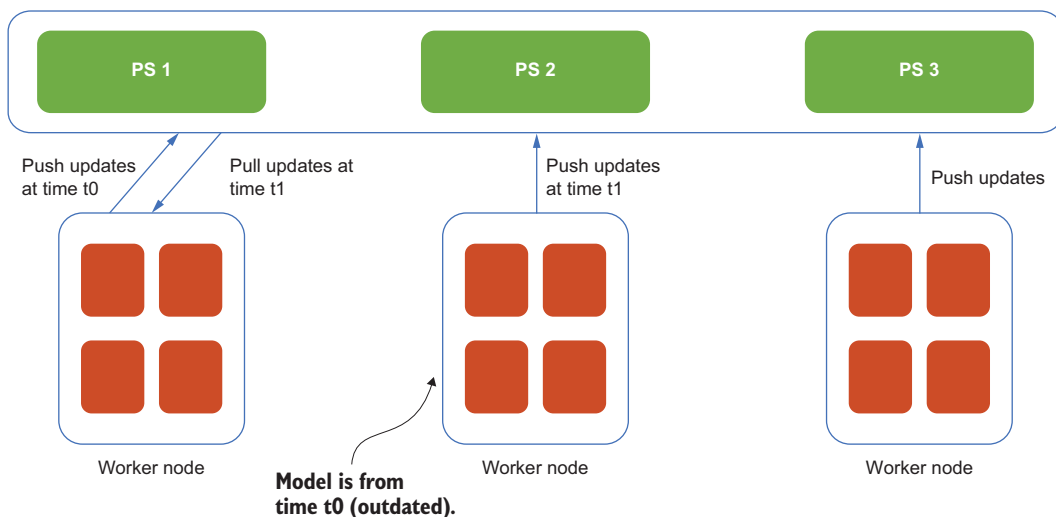 PS 1
PS 2
PS 3
Push updates
at time t0
Pull updates at
time t1
Push updates
at time t1
Push updates
Worker node
Worker node
Worker node
Model is from
time t0 (outdated).